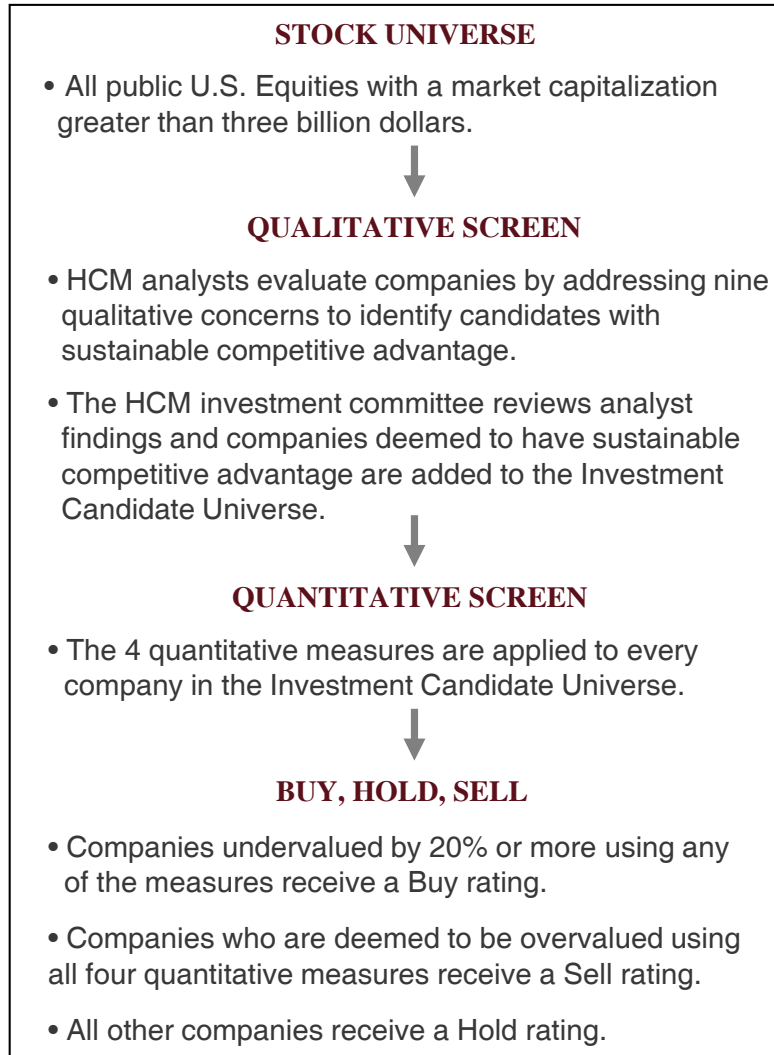 STOCK UNIVERSE
• All public U.S. Equities with a market capitalization
greater than three billion dollars.
QUALITATIVE SCREEN
• HCM analysts evaluate companies by addressing nine
qualitative concerns to identify candidates with
sustainable competitive advantage.
• The HCM investment committee reviews analyst
findings and companies deemed to have sustainable
competitive advantage are added to the Investment
Candidate Universe.
QUANTITATIVE SCREEN
• The 4 quantitative measures are applied to every
company in the Investment Candidate Universe.
BUY, HOLD, SELL
• Companies undervalued by 20% or more using any
of the measures receive a Buy rating.
• Companies who are deemed to be overvalued using
all four quantitative measures receive a Sell rating.
• All other companies receive a Hold rating.